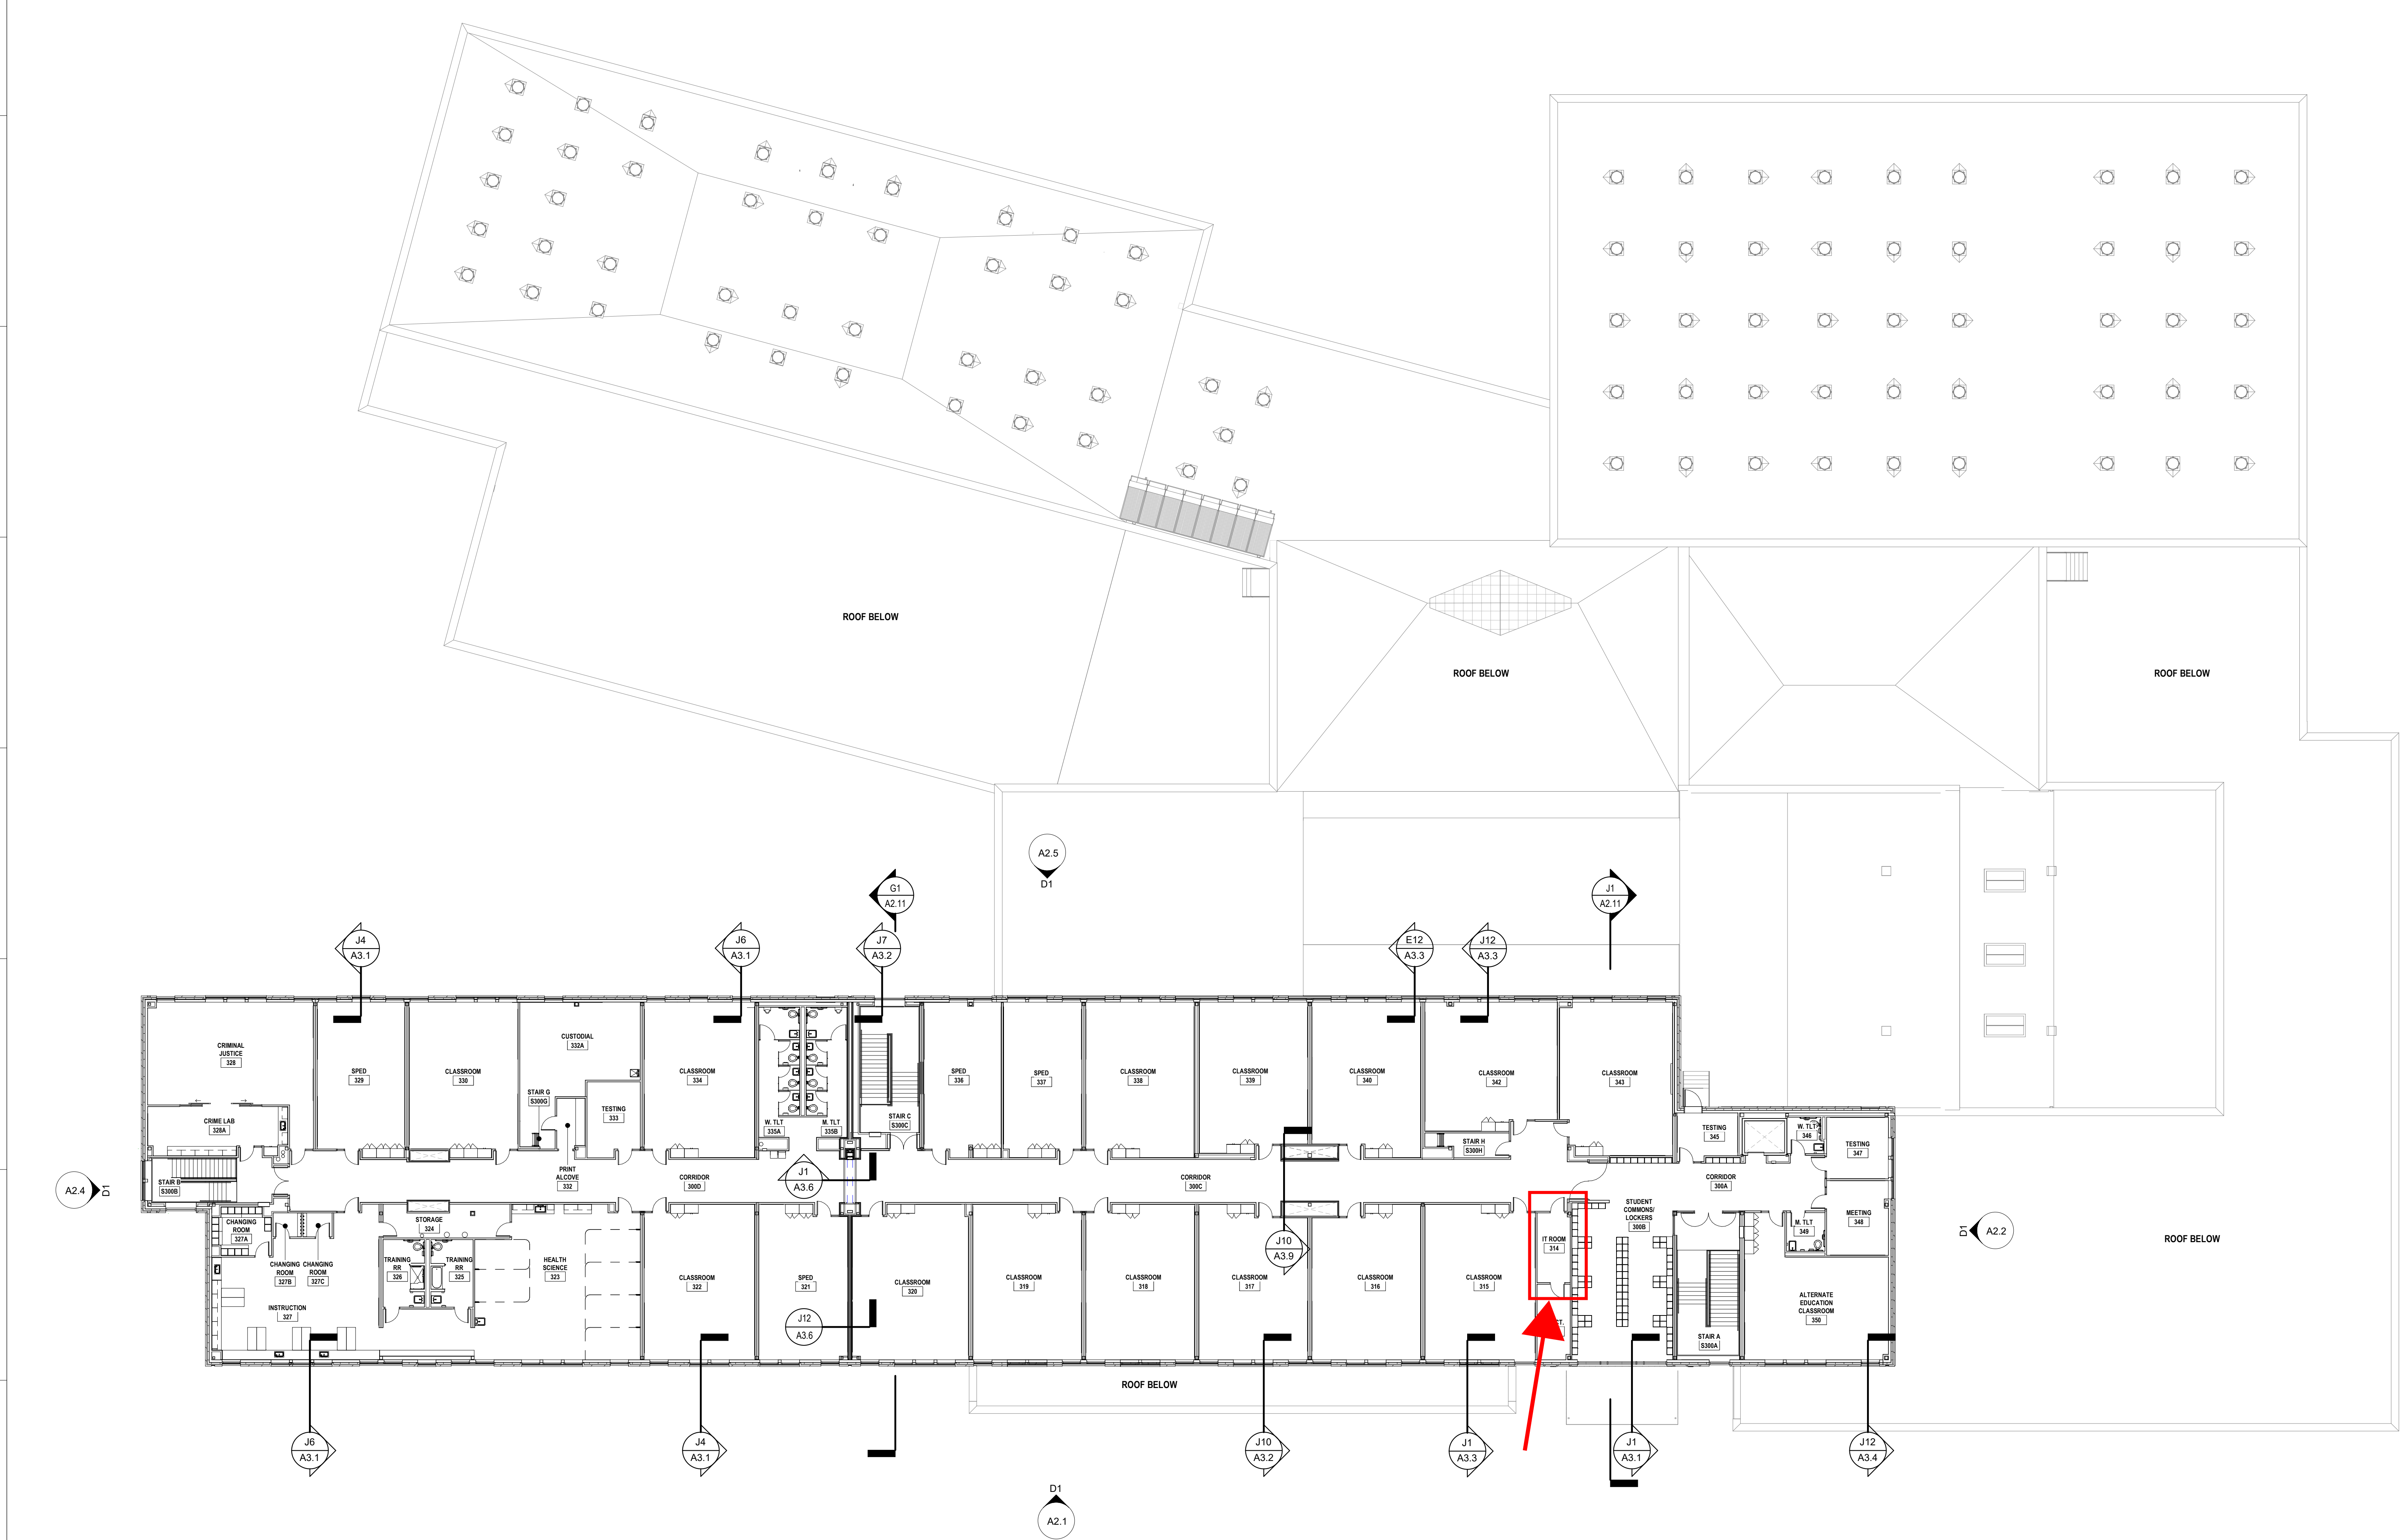 ROOF BELOW
ROOF BELOW
ROOF BELOW
A2.5
D1
G1
A2.11
J1
A2.11
J4
A3.1
J6
A3.1
J7
A3.2
E12
A3.3
J12
A3.3
CRIMINAL
JUSTICE
328
SPED
329
CLASSROOM
330
CUSTODIAL
332A
CLASSROOM
334
SPED
336
SPED
337
CLASSROOM
338
CLASSROOM
339
CLASSROOM
340
CLASSROOM
342
CLASSROOM
343
STAIR G
S300G
TESTING
333
CRIME LAB
328A
W. TLT
335A
M. TLT
335B
STAIR C
S300C
STAIR H
S300H
TESTING
345
W. TLT
346
TESTING
347
STAIR B
S300B
PRINT
ALCOVE
332
CORRIDOR
300D
J1
A3.6
CORRIDOR
300C
CORRIDOR
300A
A2.4
D1
CHANGING
ROOM
327A
STORAGE
324
STUDENT
COMMONS/
LOCKERS
300B
MEETING
348
M. TLT
349
D1
A2.2
ROOF BELOW
CHANGING
ROOM
327B
CHANGING
ROOM
327C
TRAINING
RR
326
TRAINING
RR
325
HEALTH
SCIENCE
323
J10
A3.9
IT ROOM
314
CLASSROOM
322
SPED
321
CLASSROOM
320
CLASSROOM
319
CLASSROOM
318
CLASSROOM
317
CLASSROOM
316
CLASSROOM
315
INSTRUCTION
327
J12
A3.6
CT.
STAIR A
S300A
ALTERNATE
EDUCATION
CLASSROOM
350
ROOF BELOW
J6
A3.1
J4
A3.1
J10
A3.2
J1
A3.3
J1
A3.1
J12
A3.4
D1
A2.1